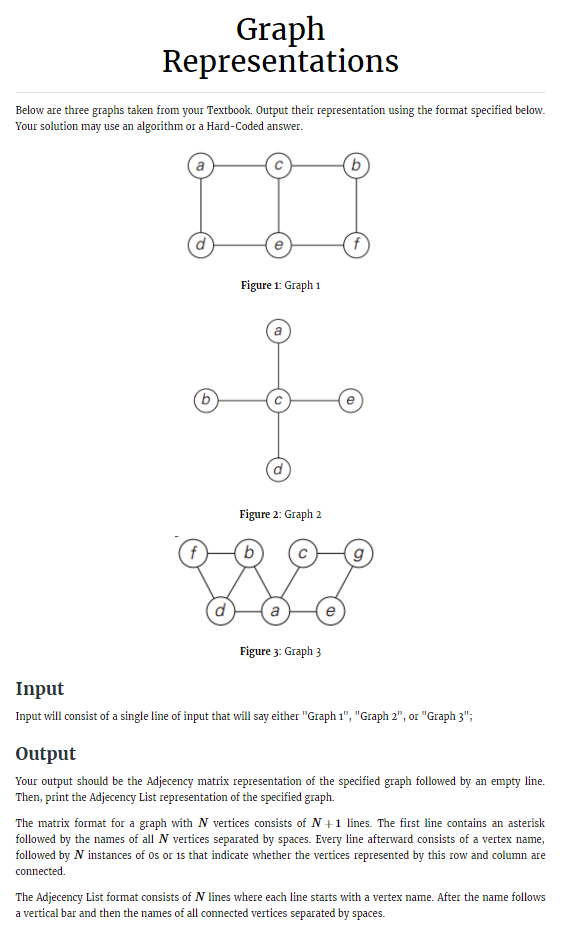 Graph
Representations
Below are three graphs taken from your Textbook. Output their representation using the format specified below.
Your solution may use an algorithm or a Hard-Coded answer.
a c b
d e f
Figure 1: Graph 1
a
b c e
d
Figure 2: Graph 2
f b c g
d a e
Figure 3: Graph 3
Input
Input will consist of a single line of input that will say either "Graph 1", "Graph 2", or "Graph 3";
Output
Your output should be the Adjecency matrix representation of the specified graph followed by an empty line.
Then, print the Adjecency List representation of the specified graph.
The matrix format for a graph with N vertices consists of N + 1 lines. The first line contains an asterisk
followed by the names of all N vertices separated by spaces. Every line afterward consists of a vertex name,
followed by N instances of 0s or 1s that indicate whether the vertices represented by this row and column are
connected.
The Adjecency List format consists of N lines where each line starts with a vertex name. After the name follows
a vertical bar and then the names of all connected vertices separated by spaces.